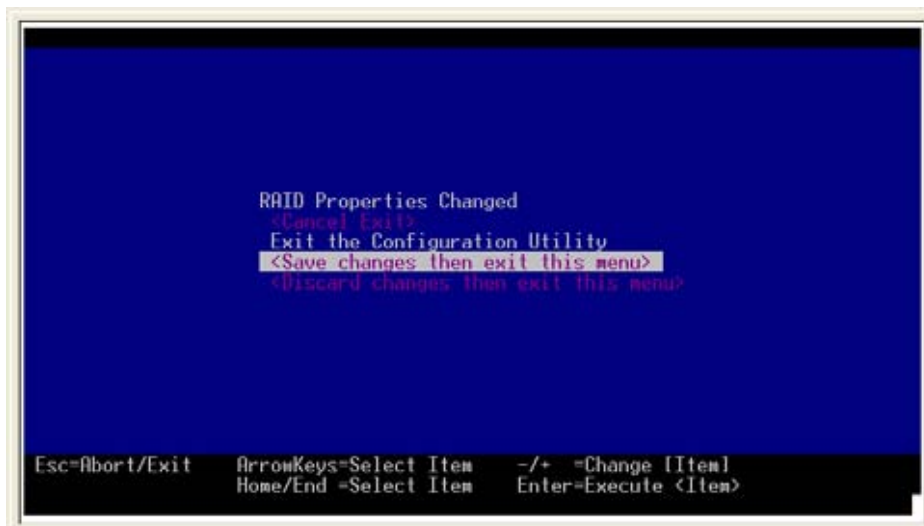 RAID Properties Changed
<Cancel Exit>
Exit the Configuration Utility
<Save changes then exit this menu>
<Discard changes then exit this menu>
Esc=Abort/Exit ArrowKeys=Select Item -/+ =Change [Item]
Home/End =Select Item Enter=Execute <Item>